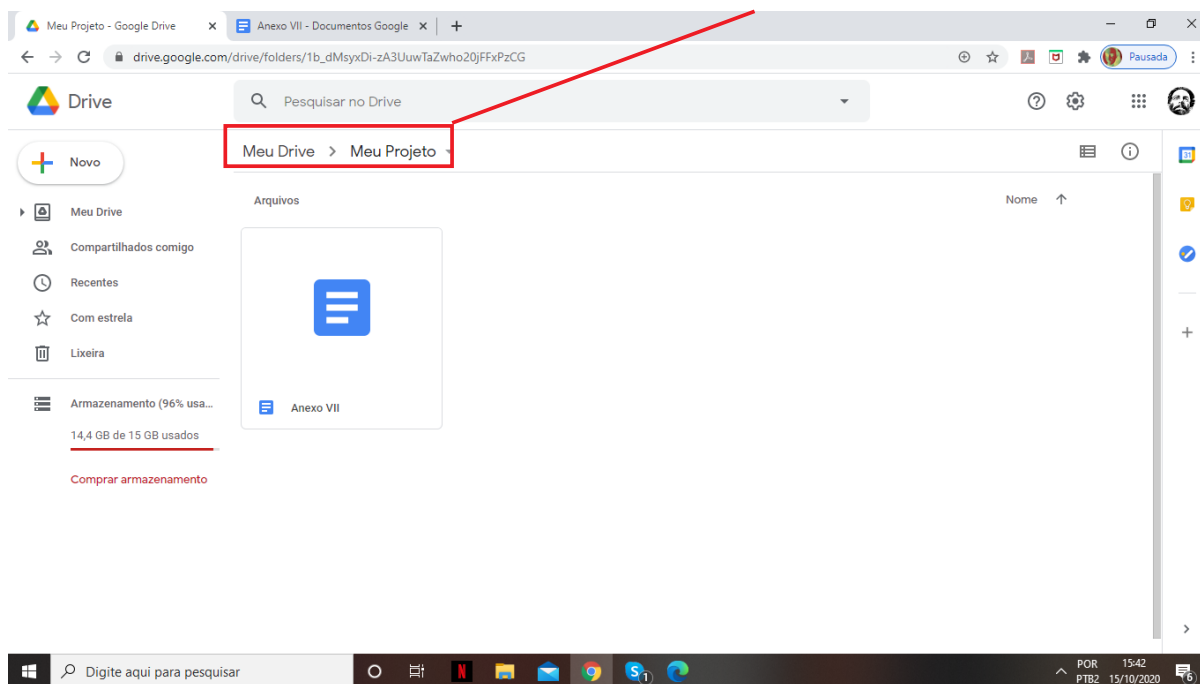 Meu Projeto - Google Drive
Anexo VII - Documentos Google
drive.google.com/drive/folders/1b_dMsyxDi-zA3UuwTaZwho20jFFxPzCG
Pausada
Drive
Pesquisar no Drive
Novo
Meu Drive > Meu Projeto
31
Arquivos
Nome
Meu Drive
Compartilhados comigo
Recentes
Com estrela
Lixeira
Armazenamento (96% usa...
14,4 GB de 15 GB usados
Comprar armazenamento
Anexo VII
Digite aqui para pesquisar
N
S
1
POR
PTB2
15:42
15/10/2020
6